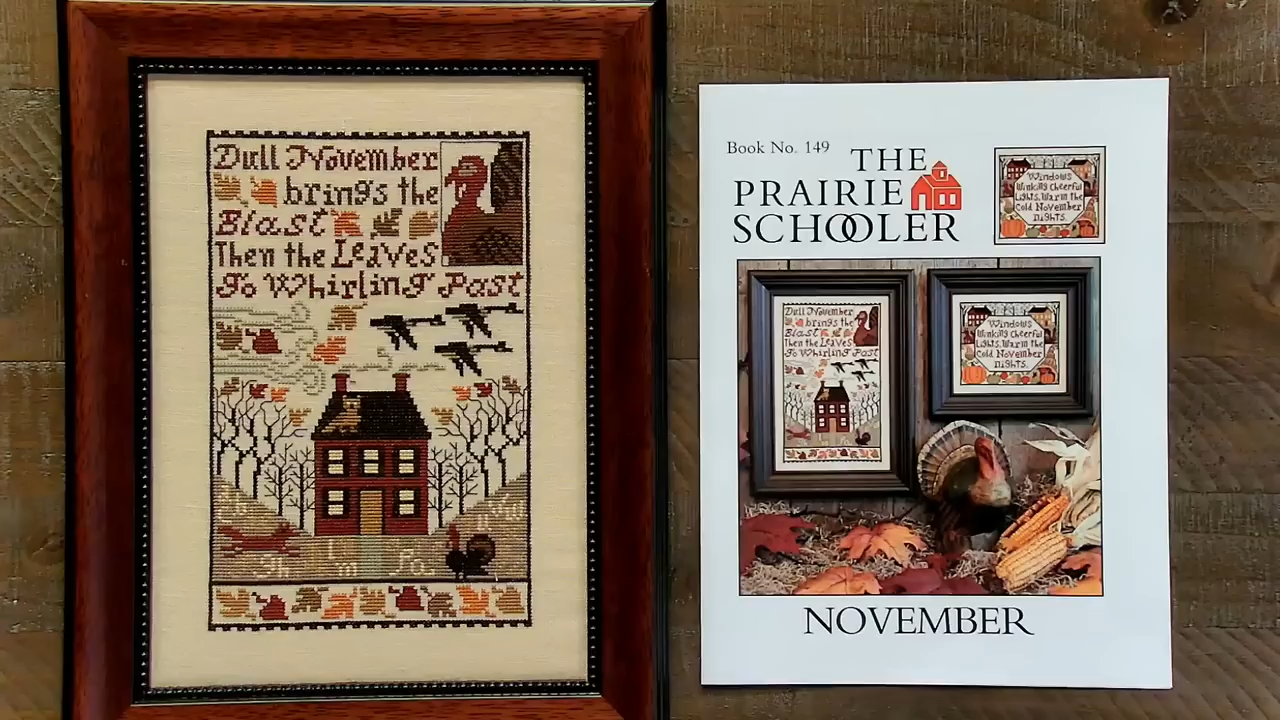 Dull November
brings the
Blast
Then the Leaves
Go Whirling Past
Book No. 149
THE
PRAIRIE
SCHOOLER
Windows
Winking Cheerful
Lights, Warm the
Cold November
nights.
Dull November
brings the
Blast
Then the Leaves
Go Whirling Past
Windows
Winking Cheerful
Lights, Warm the
Cold November
nights.
NOVEMBER